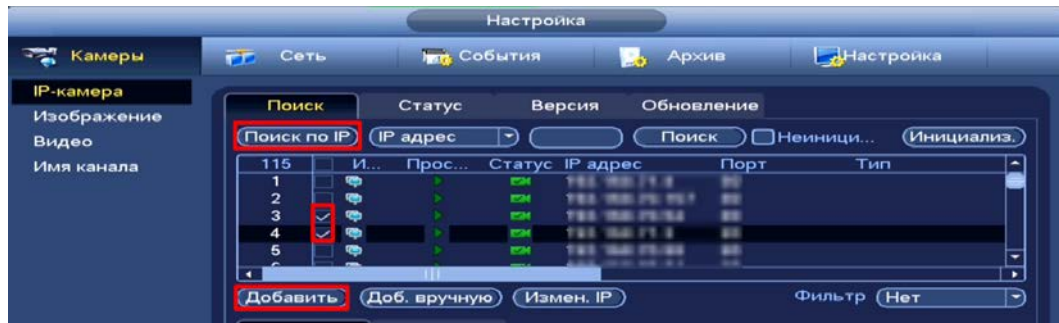 Настройка
Камеры Сеть События Архив Настройка
IP-камера
Изображение
Видео
Имя канала
Поиск Статус Версия Обновление
Поиск по IP IP адрес Поиск Неиници... Инициализ.
115 И... Прос... Статус IP адрес Порт Тип
1
2
3
4
5
Добавить Доб. вручную Измен. IP Фильтр Нет